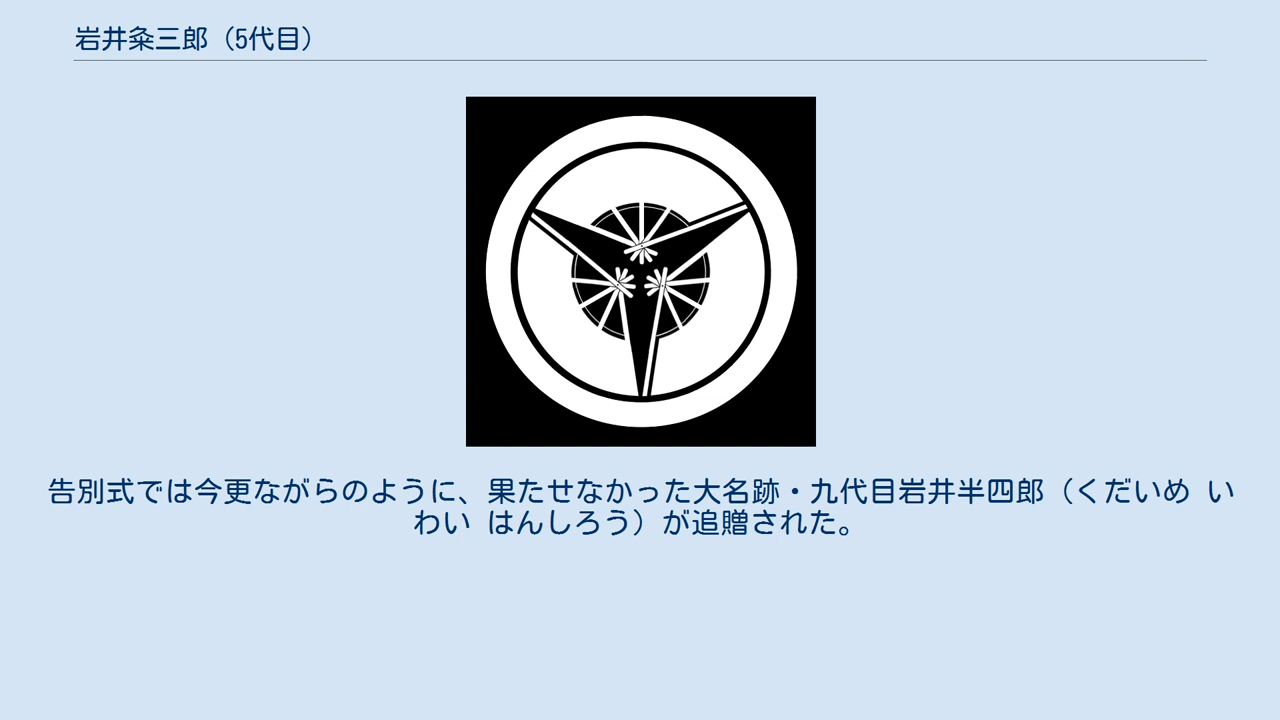 岩井粂三郎（5代目）
告別式では今更ながらのように、果たせなかった大名跡・九代目岩井半四郎（くだいめ い
わい はんしろう）が追贈された。